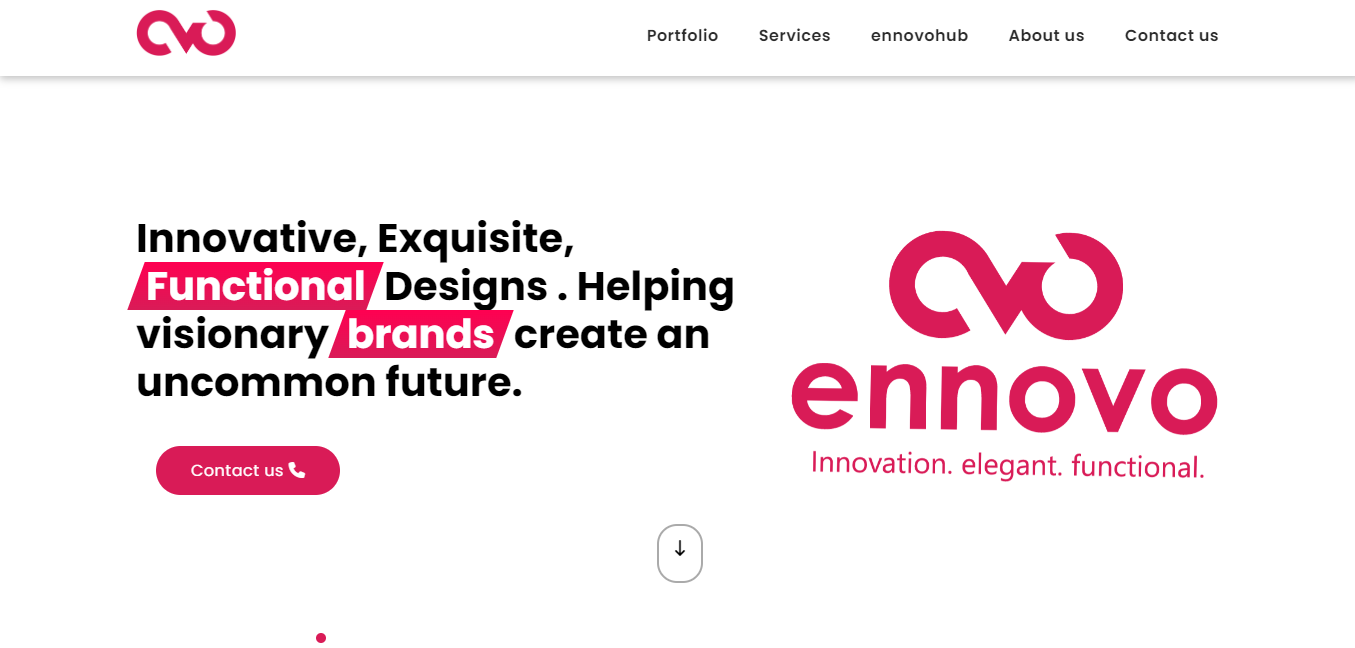 Portfolio Services ennovohub About us Contact us
Innovative, Exquisite,
Functional Designs . Helping
visionary brands create an
uncommon future.
Contact us
ennovo
Innovation. elegant. functional.